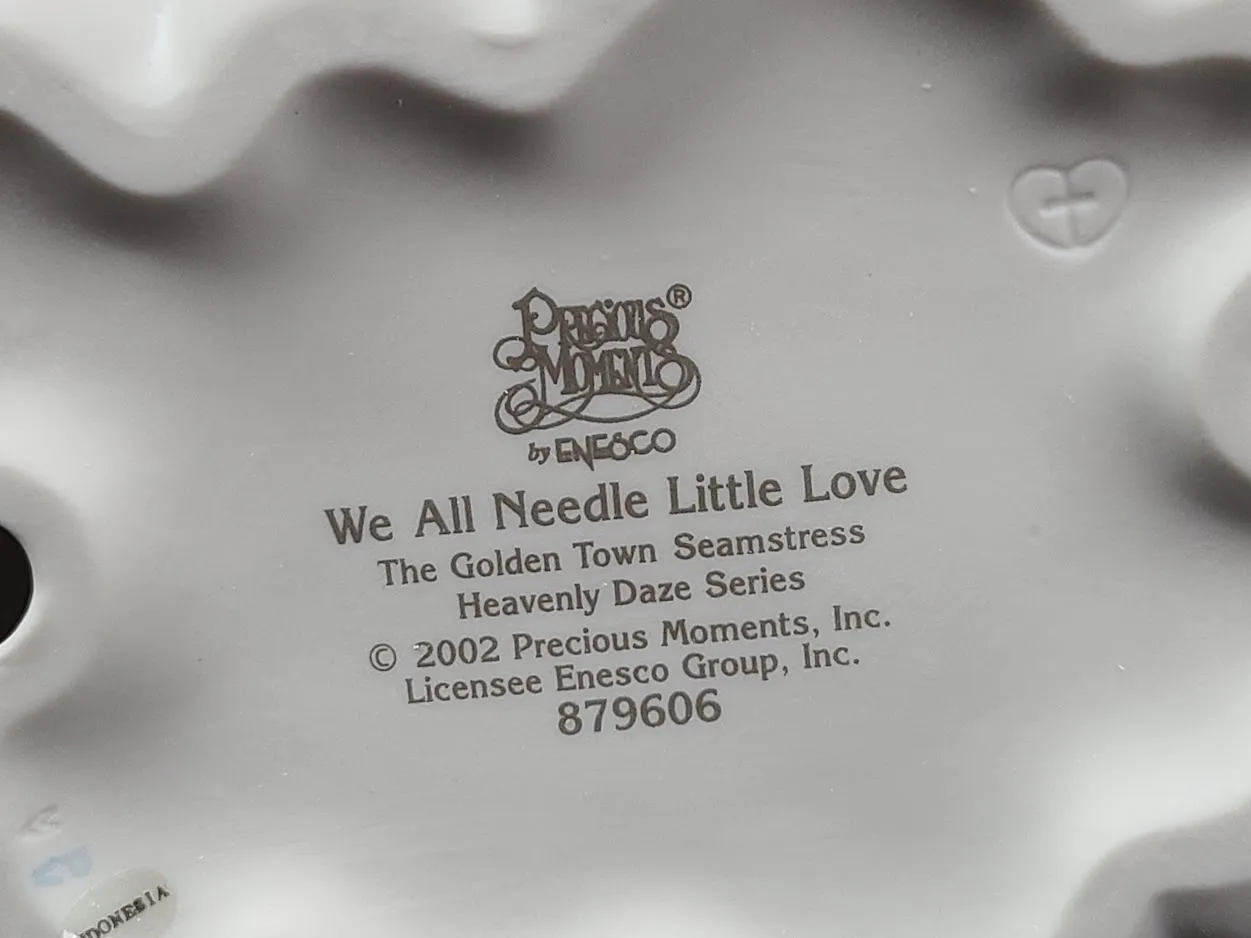 PRECIOUS ®
MOMENTS
by ENESCO
We All Needle Little Love
The Golden Town Seamstress
Heavenly Daze Series
© 2002 Precious Moments, Inc.
Licensee Enesco Group, Inc.
879606
NDONESIA